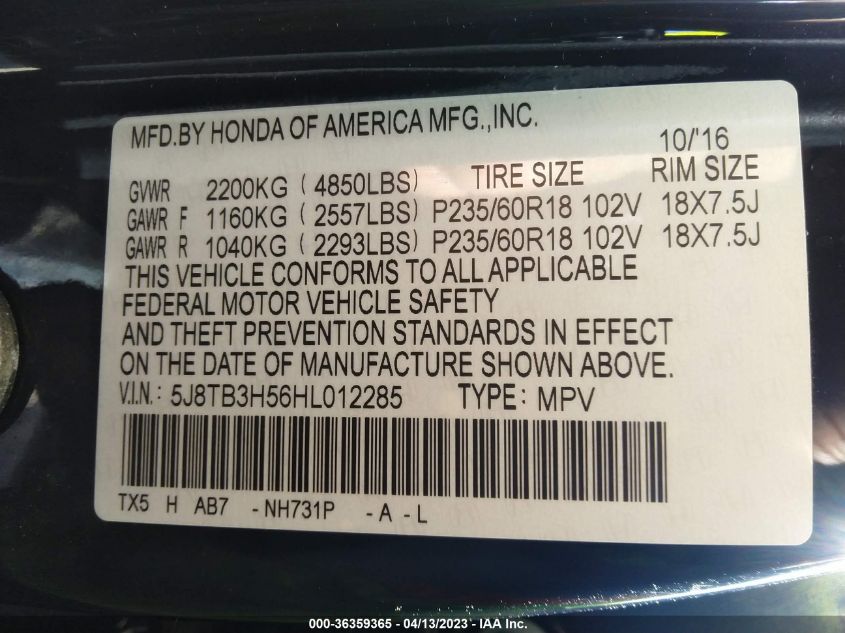 MFD.BY HONDA OF AMERICA MFG.,INC.
10/'16
GVWR 2200KG ( 4850LBS) TIRE SIZE RIM SIZE
GAWR F 1160KG ( 2557LBS) P235/60R18 102V 18X7.5J
GAWR R 1040KG ( 2293LBS) P235/60R18 102V 18X7.5J
THIS VEHICLE CONFORMS TO ALL APPLICABLE
FEDERAL MOTOR VEHICLE SAFETY
AND THEFT PREVENTION STANDARDS IN EFFECT
ON THE DATE OF MANUFACTURE SHOWN ABOVE.
V.I.N.: 5J8TB3H56HL012285 TYPE: MPV
TX5 H AB7 -NH731P -A -L
000-36359365 - 04/13/2023 - IAA Inc.